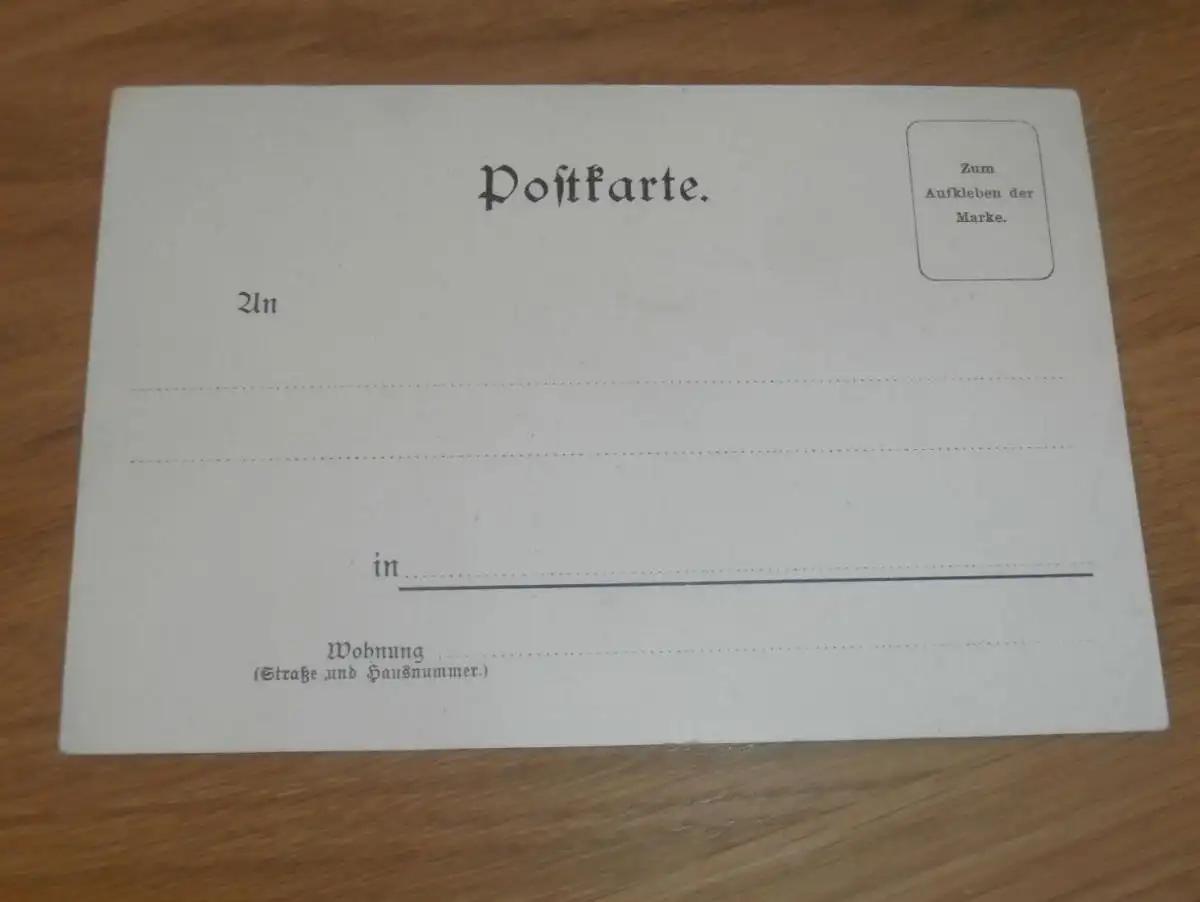 Poſtkarte.
Zum
Aufkleben der
Marke.
An
in
Wohnung
(Straße und Hausnummer.)